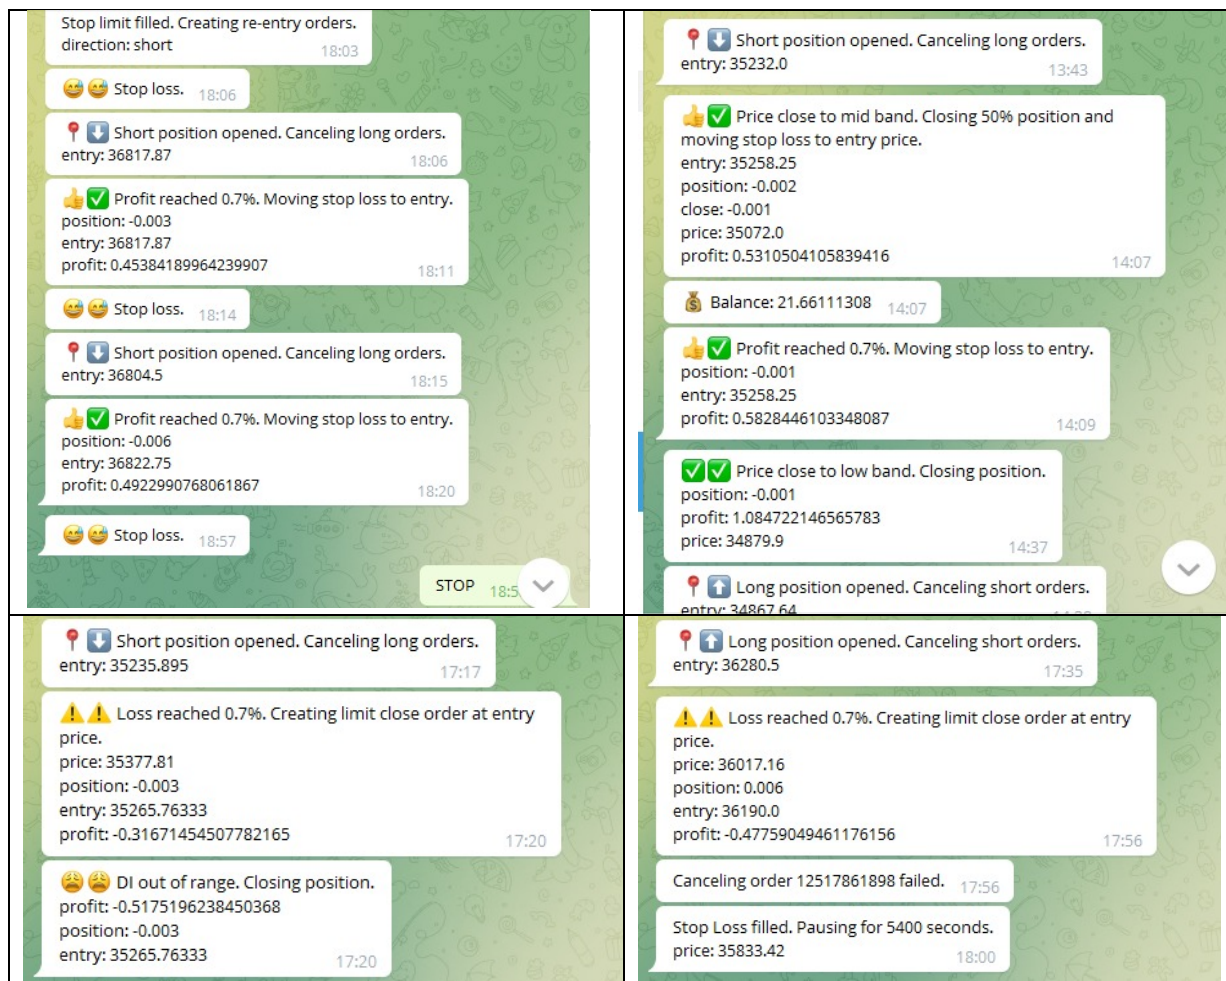 Stop limit filled. Creating re-entry orders.
direction: short
18:03
😅😅 Stop loss. 18:06
📍⬇️ Short position opened. Canceling long orders.
entry: 36817.87
18:06
👍✅ Profit reached 0.7%. Moving stop loss to entry.
position: -0.003
entry: 36817.87
profit: 0.45384189964239907
18:11
😅😅 Stop loss. 18:14
📍⬇️ Short position opened. Canceling long orders.
entry: 36804.5
18:15
👍✅ Profit reached 0.7%. Moving stop loss to entry.
position: -0.006
entry: 36822.75
profit: 0.4922990768061867
18:20
😅😅 Stop loss. 18:57
STOP 18:5
📍⬇️ Short position opened. Canceling long orders.
entry: 35232.0
13:43
👍✅ Price close to mid band. Closing 50% position and
moving stop loss to entry price.
entry: 35258.25
position: -0.002
close: -0.001
price: 35072.0
profit: 0.5310504105839416
14:07
💰 Balance: 21.66111308 14:07
👍✅ Profit reached 0.7%. Moving stop loss to entry.
position: -0.001
entry: 35258.25
profit: 0.5828446103348087
14:09
✅✅ Price close to low band. Closing position.
position: -0.001
profit: 1.084722146565783
price: 34879.9
14:37
📍⬆️ Long position opened. Canceling short orders.
entry: 34867.64
📍⬇️ Short position opened. Canceling long orders.
entry: 35235.895
17:17
⚠️⚠️ Loss reached 0.7%. Creating limit close order at entry
price.
price: 35377.81
position: -0.003
entry: 35265.76333
profit: -0.31671454507782165
17:20
😩😩 DI out of range. Closing position.
profit: -0.5175196238450368
position: -0.003
entry: 35265.76333
17:20
📍⬆️ Long position opened. Canceling short orders.
entry: 36280.5
17:35
⚠️⚠️ Loss reached 0.7%. Creating limit close order at entry
price.
price: 36017.16
position: 0.006
entry: 36190.0
profit: -0.47759049461176156
17:56
Canceling order 12517861898 failed. 17:56
Stop Loss filled. Pausing for 5400 seconds.
price: 35833.42
18:00